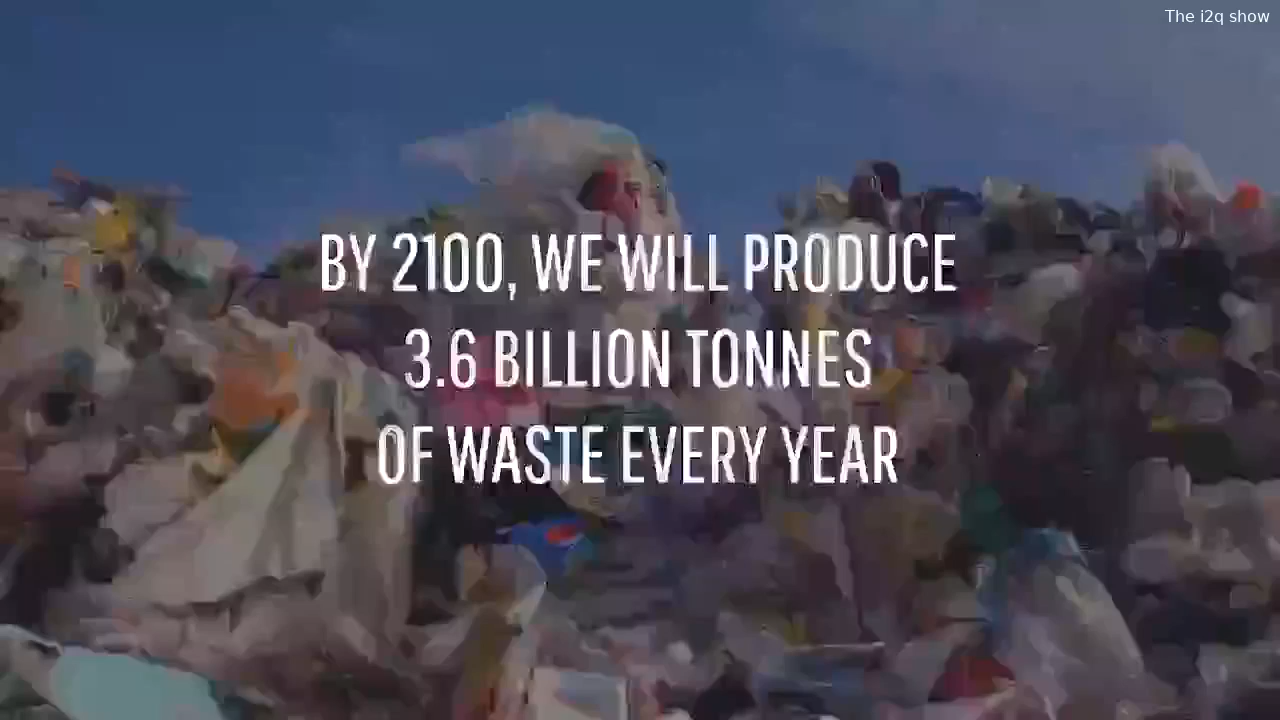 The i2q show
BY 2100, WE WILL PRODUCE
3.6 BILLION TONNES
OF WASTE EVERY YEAR